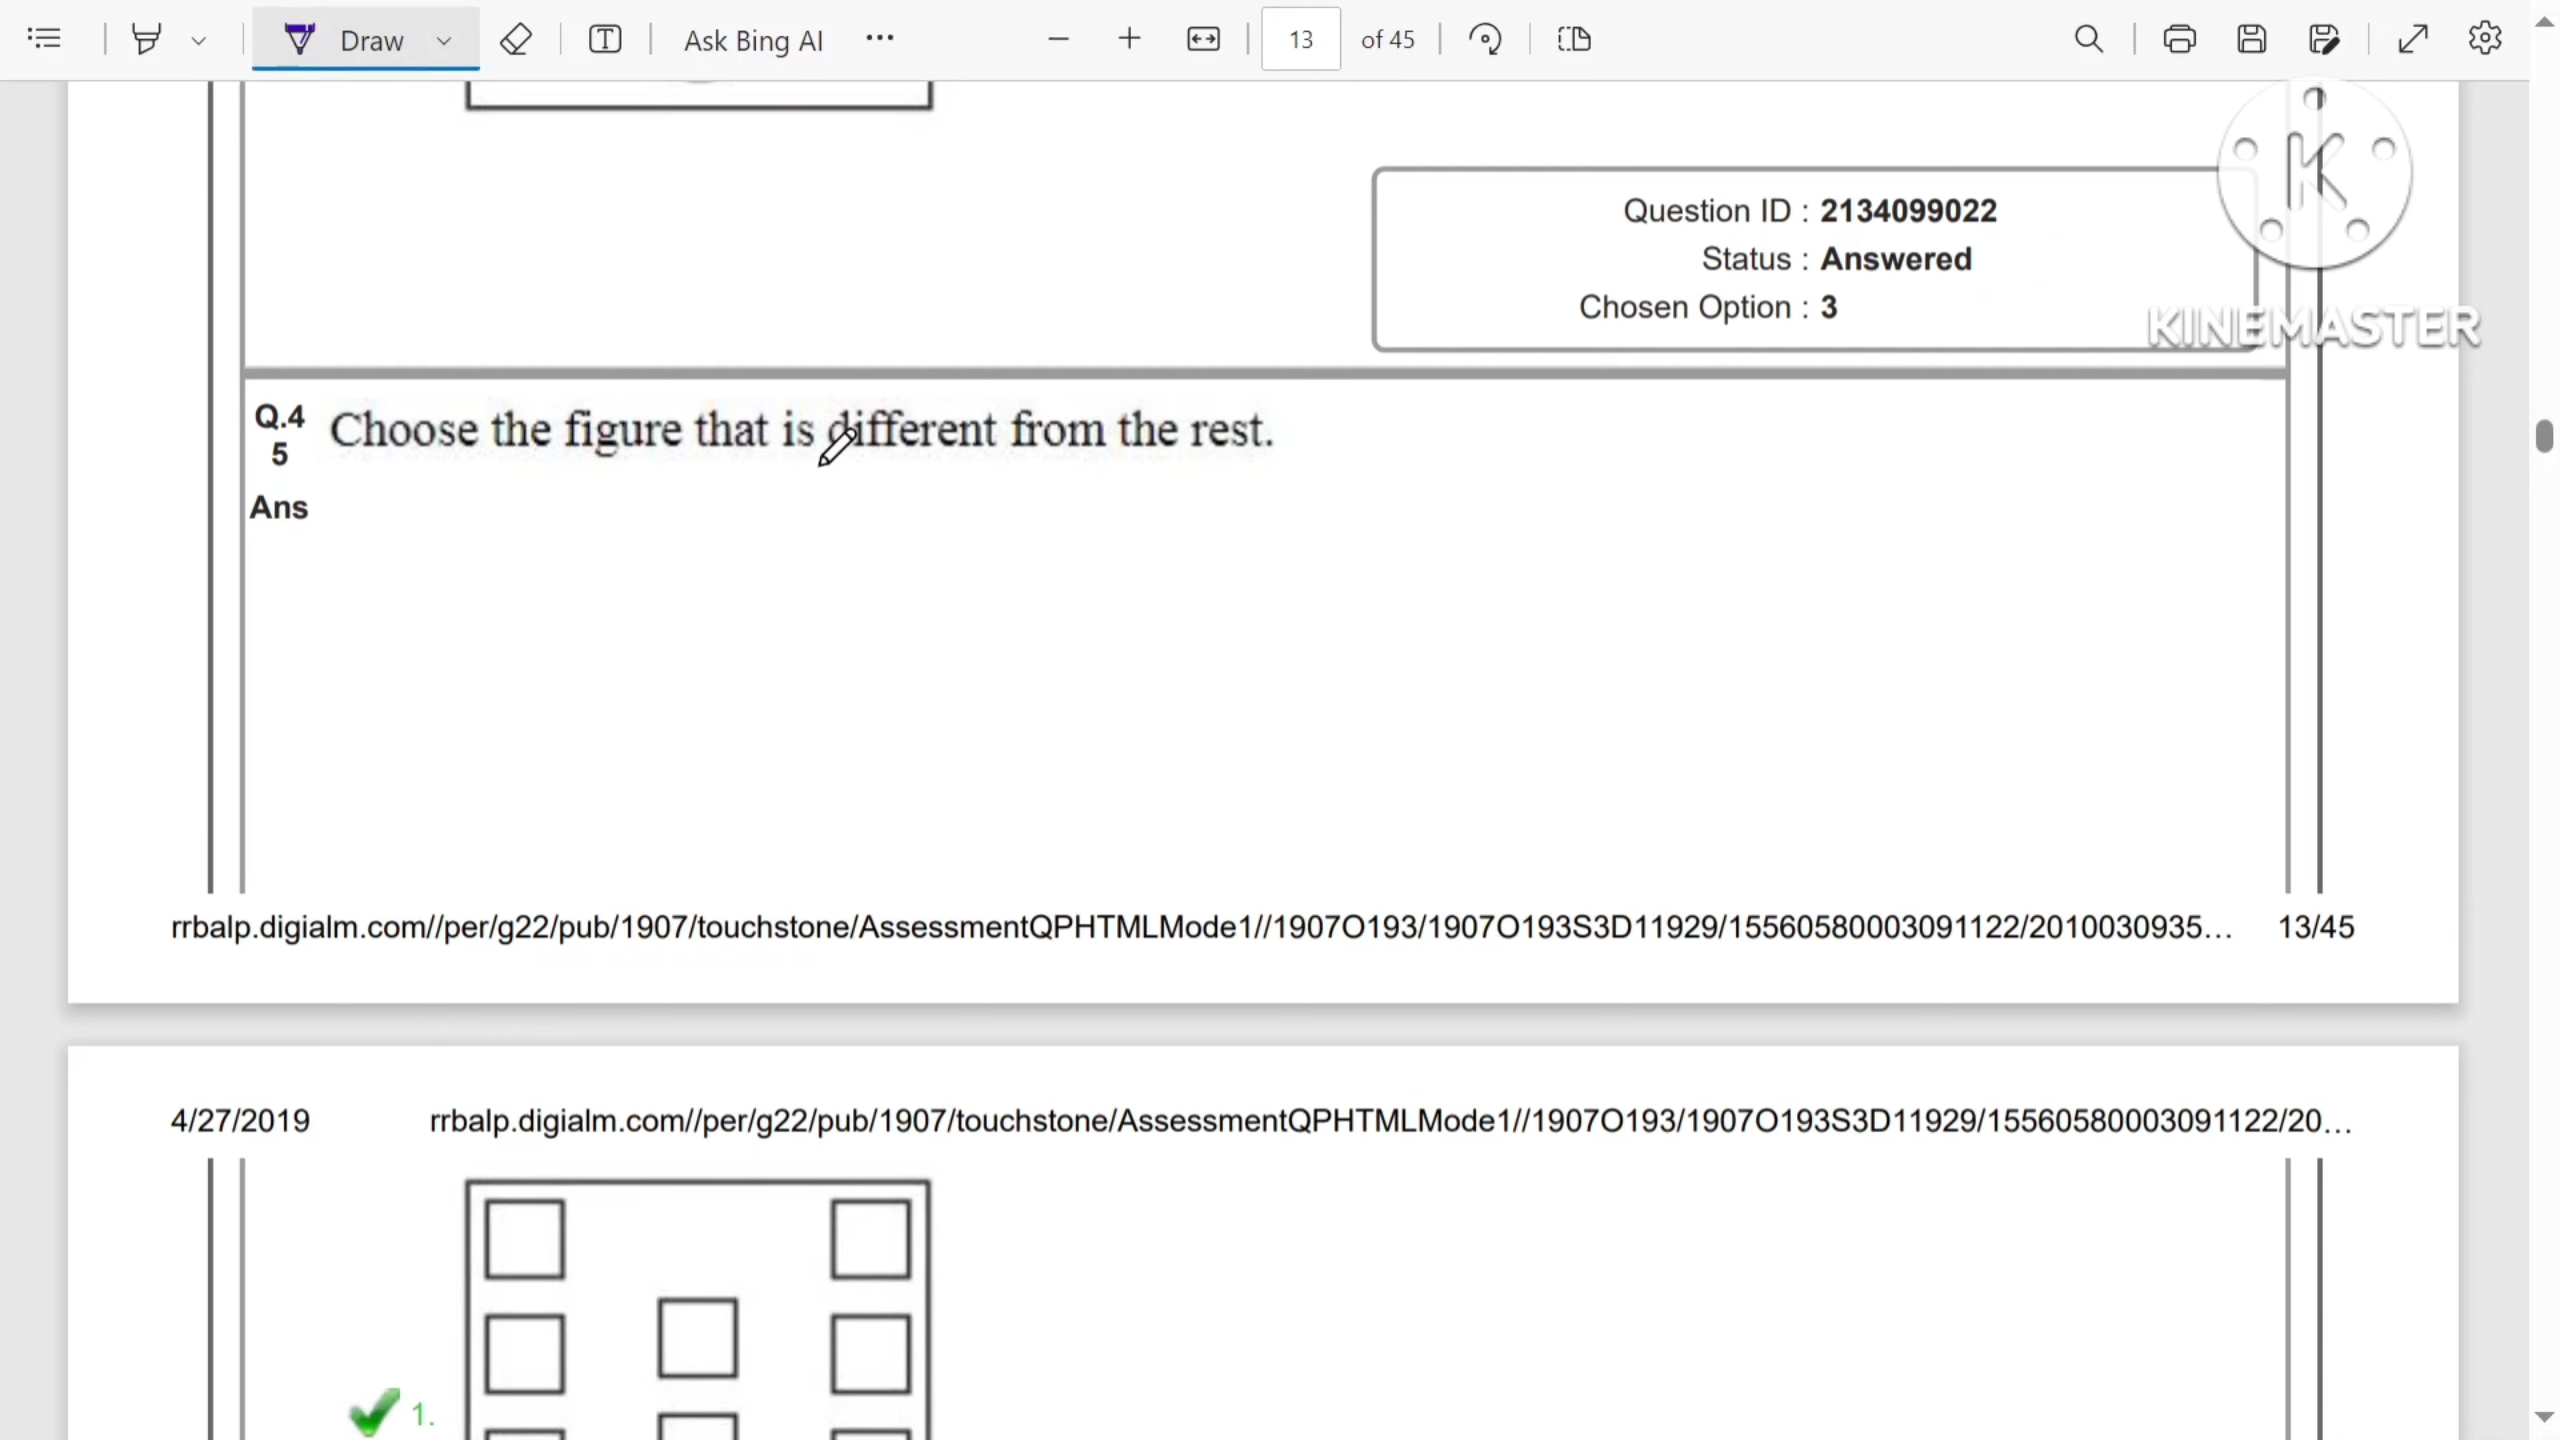 Draw
Ask Bing AI
13 of 45
K
KINEMASTER
Question ID : 2134099022
Status : Answered
Chosen Option : 3
Q.4
5
Choose the figure that is different from the rest.
Ans
rrbalp.digialm.com//per/g22/pub/1907/touchstone/AssessmentQPHTMLMode1//1907O193/1907O193S3D11929/15560580003091122/2010030935... 13/45
4/27/2019 rrbalp.digialm.com//per/g22/pub/1907/touchstone/AssessmentQPHTMLMode1//1907O193/1907O193S3D11929/15560580003091122/20...
1.